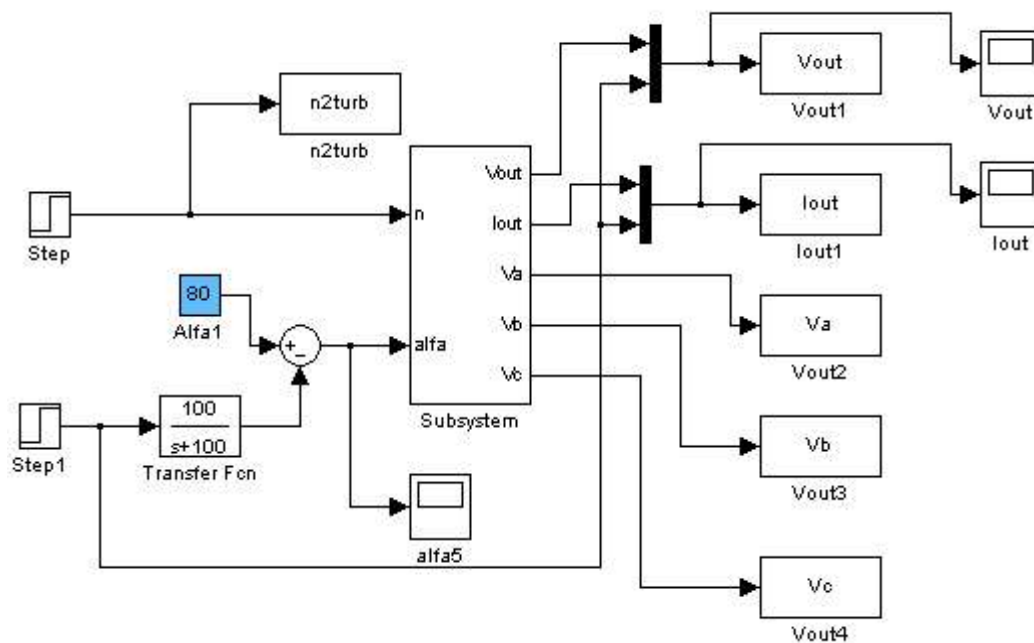 Vout
Vout1
Vout
n2turb
n2turb
Vout
n
Iout
Iout
Iout1
Iout
Step
Va
80
Alfa1
+
-
alfa
Vb
Va
Vout2
Vc
Subsystem
100
s+100
Transfer Fcn
Step1
Vb
Vout3
alfa5
Vc
Vout4